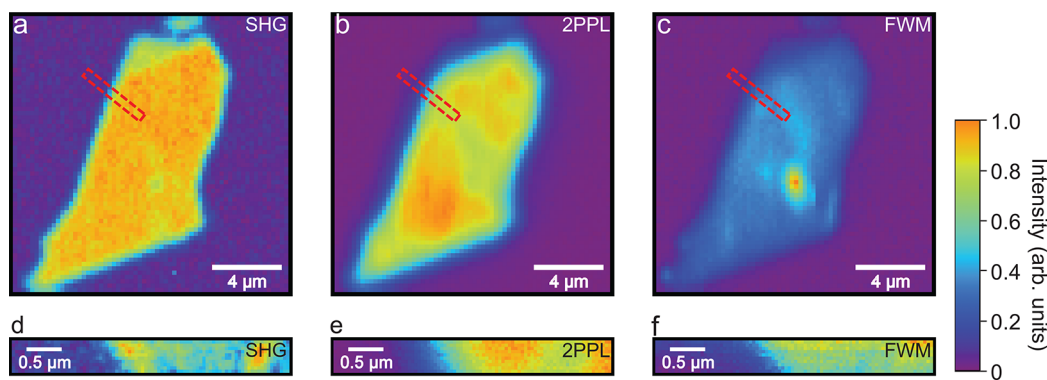 a SHG
4 µm
b 2PPL
4 µm
c FWM
4 µm
1.0
0.8
0.6
0.4
0.2
0
Intensity (arb. units)
d SHG
0.5 µm
e 2PPL
0.5 µm
f FWM
0.5 µm